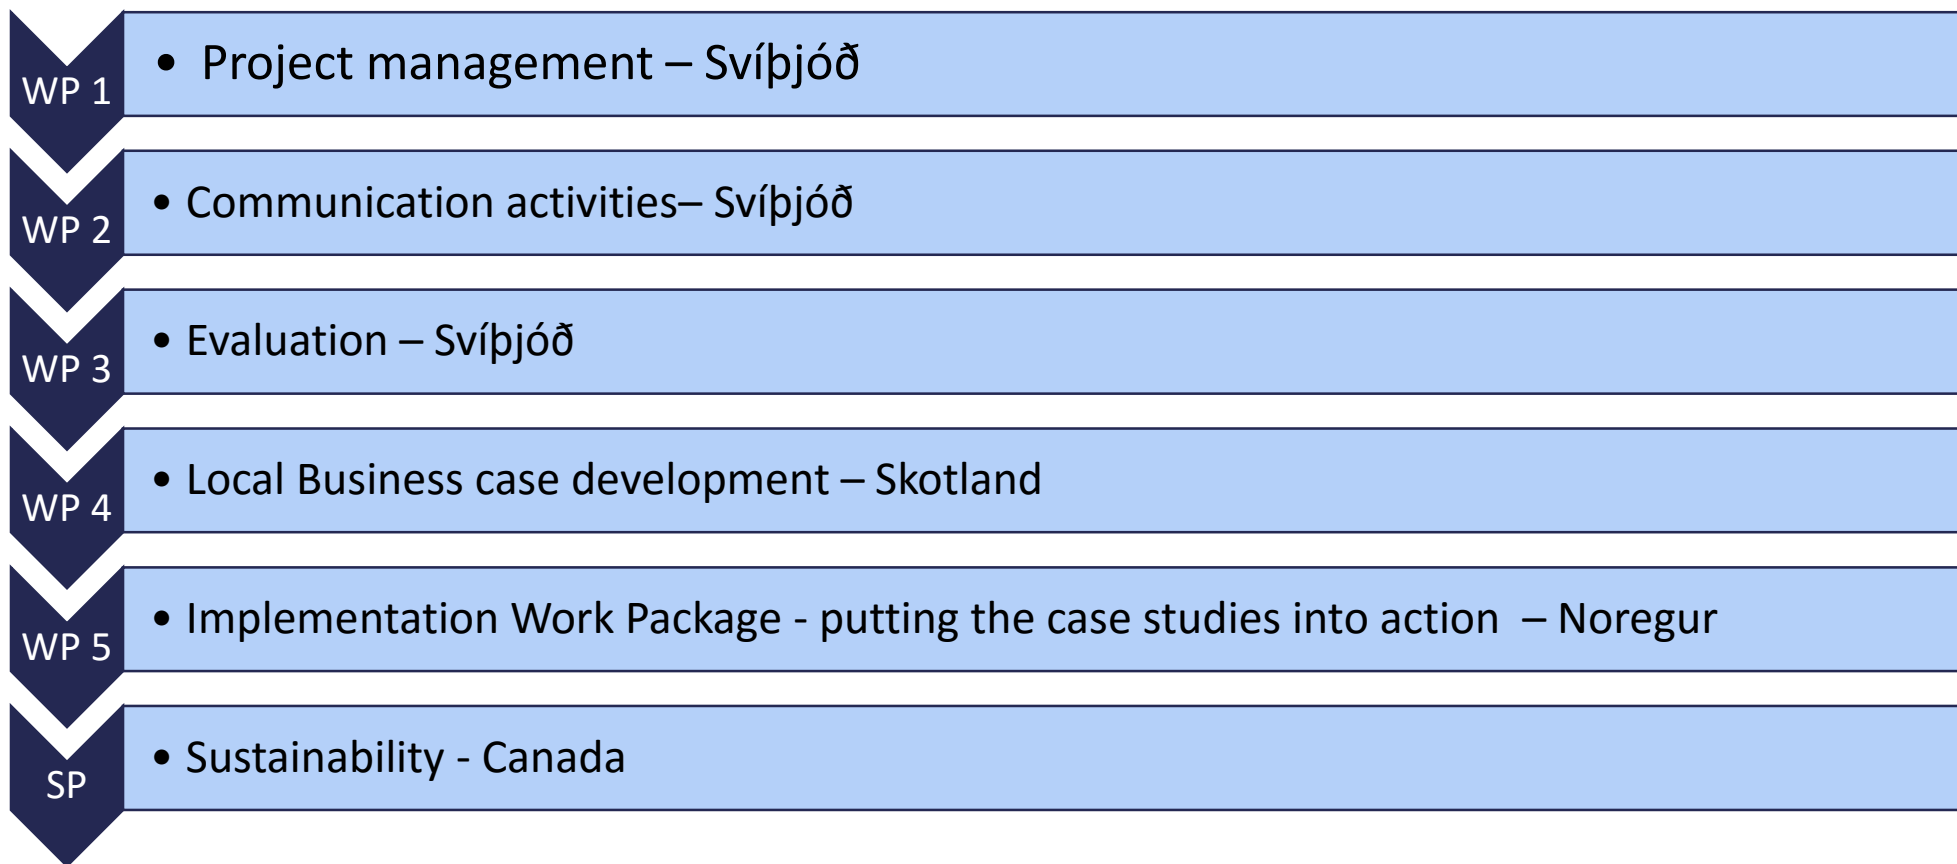 WP 1
• Project management – Svíþjóð
WP 2
• Communication activities– Svíþjóð
WP 3
• Evaluation – Svíþjóð
WP 4
• Local Business case development – Skotland
WP 5
• Implementation Work Package - putting the case studies into action  – Noregur
SP
• Sustainability - Canada